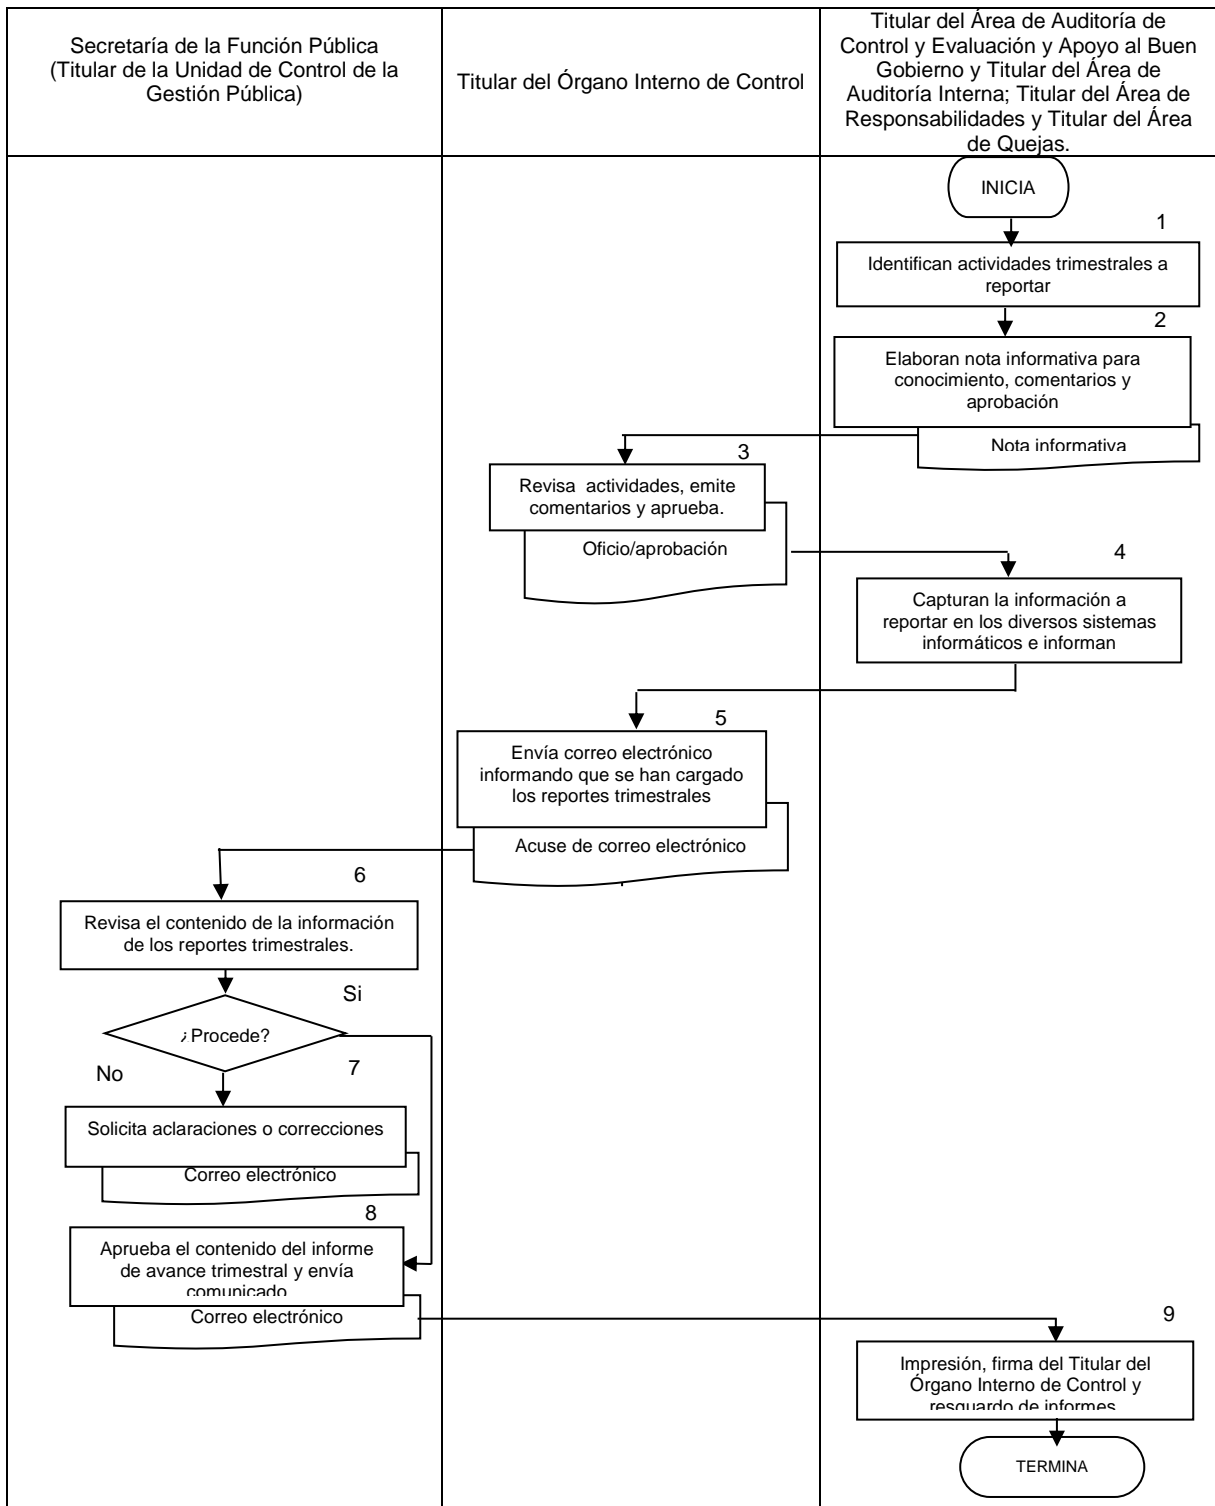 Secretaría de la Función Pública
(Titular de la Unidad de Control de la
Gestión Pública)
Titular del Órgano Interno de Control
Titular del Área de Auditoría de
Control y Evaluación y Apoyo al Buen
Gobierno y Titular del Área de
Auditoría Interna; Titular del Área de
Responsabilidades y Titular del Área
de Quejas.
INICIA
1
Identifican actividades trimestrales a
reportar
2
Elaboran nota informativa para
conocimiento, comentarios y
aprobación
Nota informativa
3
Revisa actividades, emite
comentarios y aprueba.
Oficio/aprobación
4
Capturan la información a
reportar en los diversos sistemas
informáticos e informan
5
Envía correo electrónico
informando que se han cargado
los reportes trimestrales
Acuse de correo electrónico
6
Revisa el contenido de la información
de los reportes trimestrales.
Si
¿Procede?
No
7
Solicita aclaraciones o correcciones
Correo electrónico
8
Aprueba el contenido del informe
de avance trimestral y envía
comunicado
Correo electrónico
9
Impresión, firma del Titular del
Órgano Interno de Control y
resguardo de informes
TERMINA